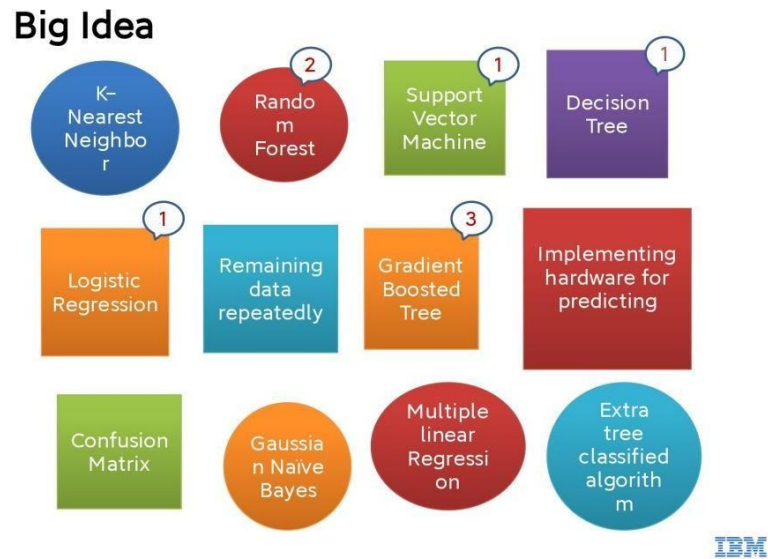 Big Idea
K-
Nearest
Neighbo
r
2
Rando
m
Forest
1
Support
Vector
Machine
1
Decision
Tree
1
Logistic
Regression
Remaining
data
repeatedly
3
Gradient
Boosted
Tree
Implementing
hardware for
predicting
Confusion
Matrix
Gaussia
n Naïve
Bayes
Multiple
linear
Regressi
on
Extra
tree
classified
algorith
m
IBM